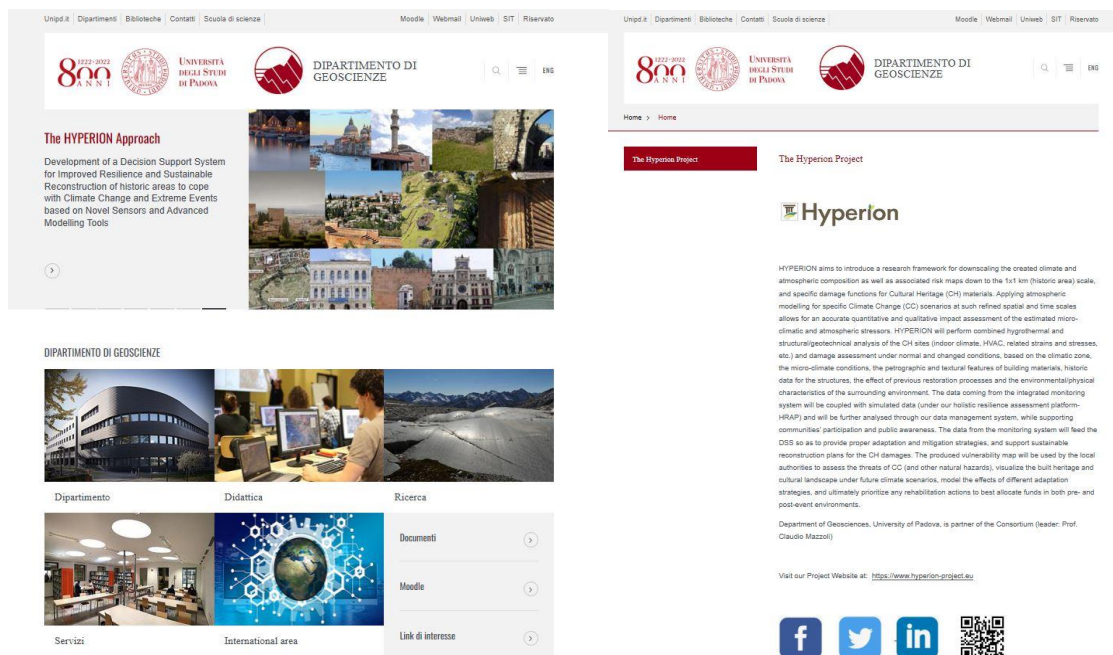 Unipd.it Dipartimenti Biblioteche Contatti Scuola di scienze Moodle Webmail Uniweb SIT Riservato
1222-2022
800
ANNI
UNIVERSITÀ
DEGLI STUDI
DI PADOVA
DIPARTIMENTO DI
GEOSCIENZE
ENG
The HYPERION Approach
Development of a Decision Support System
for Improved Resilience and Sustainable
Reconstruction of historic areas to cope
with Climate Change and Extreme Events
based on Novel Sensors and Advanced
Modelling Tools
DIPARTIMENTO DI GEOSCIENZE
Dipartimento
Didattica
Ricerca
Servizi
International area
Documenti
Moodle
Link di interesse
Unipd.it Dipartimenti Biblioteche Contatti Scuola di scienze Moodle Webmail Uniweb SIT Riservato
1222-2022
800
ANNI
UNIVERSITÀ
DEGLI STUDI
DI PADOVA
DIPARTIMENTO DI
GEOSCIENZE
ENG
Home > Home
The Hyperion Project
The Hyperion Project
Hyperion
HYPERION aims to introduce a research framework for downscaling the created climate and
atmospheric composition as well as associated risk maps down to the 1x1 km (historic area) scale,
and specific damage functions for Cultural Heritage (CH) materials. Applying atmospheric
modelling for specific Climate Change (CC) scenarios at such refined spatial and time scales
allows for an accurate quantitative and qualitative impact assessment of the estimated micro-
climatic and atmospheric stressors. HYPERION will perform combined hygrothermal and
structural/geotechnical analysis of the CH sites (indoor climate, HVAC, related strains and stresses,
etc.) and damage assessment under normal and changed conditions, based on the climatic zone,
the micro-climate conditions, the petrographic and textural features of building materials, historic
data for the structures, the effect of previous restoration processes and the environmental/physical
characteristics of the surrounding environment. The data coming from the integrated monitoring
system will be coupled with simulated data (under our holistic resilience assessment platform-
HRAP) and will be further analysed through our data management system, while supporting
communities' participation and public awareness. The data from the monitoring system will feed the
DSS so as to provide proper adaptation and mitigation strategies, and support sustainable
reconstruction plans for the CH damages. The produced vulnerability map will be used by the local
authorities to assess the threats of CC (and other natural hazards), visualize the built heritage and
cultural landscape under future climate scenarios, model the effects of different adaptation
strategies, and ultimately prioritize any rehabilitation actions to best allocate funds in both pre- and
post-event environments.
Department of Geosciences, University of Padova, is partner of the Consortium (leader: Prof.
Claudio Mazzoli)
Visit our Project Website at: https://www.hyperion-project.eu
f
in